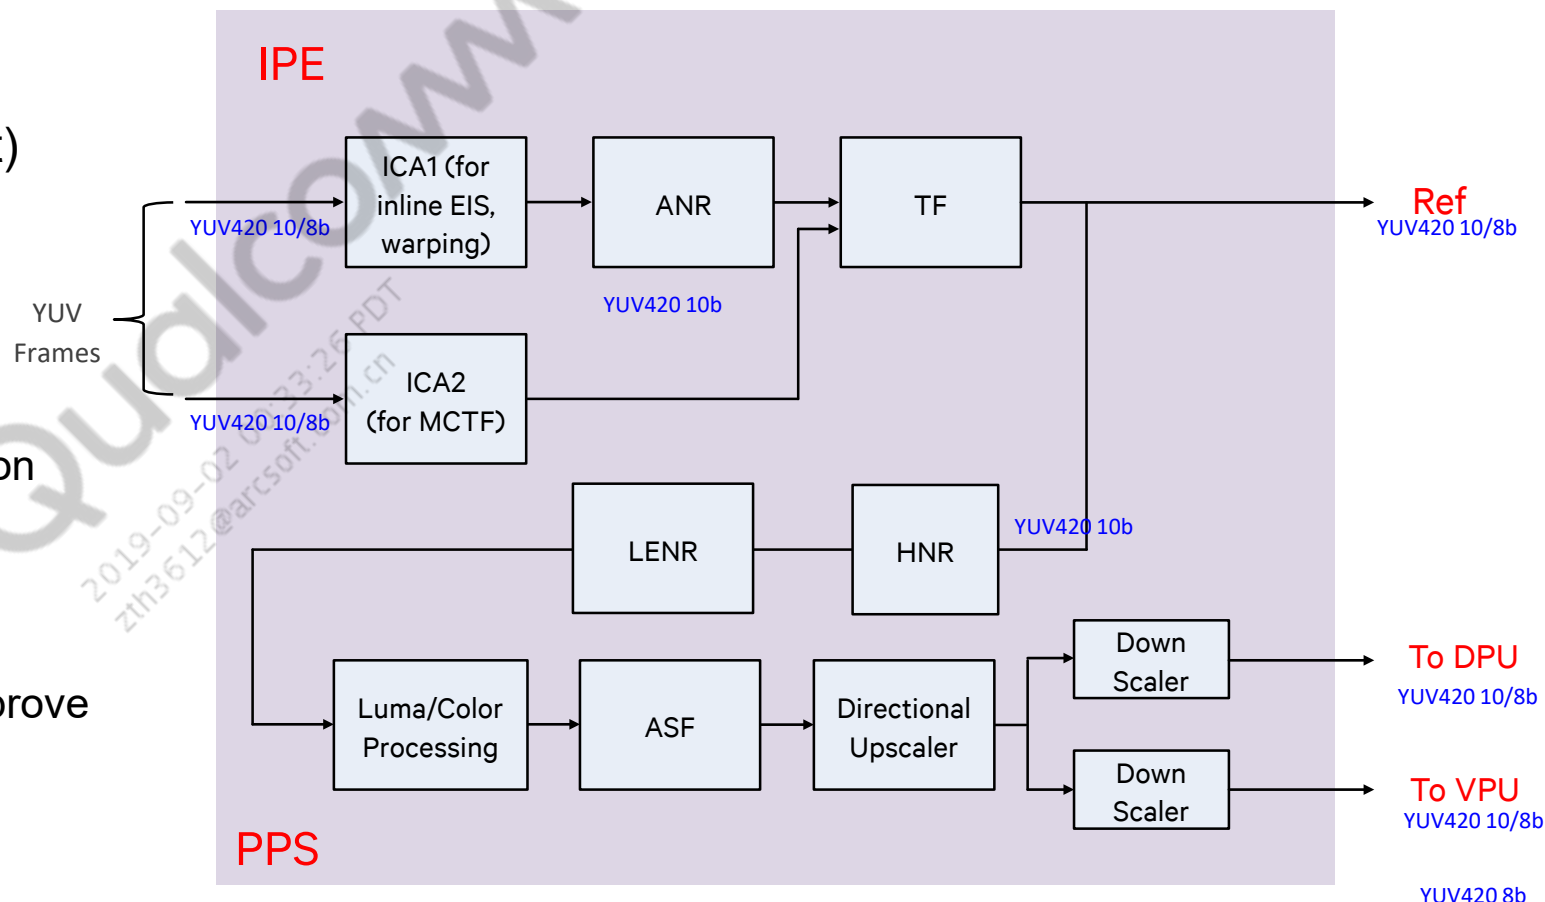 IPE
t)
ICA1 (for
inline EIS,
warping)
ANR
TF
Ref
YUV420 10/8b
YUV420 10/8b
YUV420 10b
YUV
Frames
ICA2
(for MCTF)
YUV420 10/8b
on
LENR
HNR
YUV420 10b
Down
Scaler
To DPU
YUV420 10/8b
prove
Luma/Color
Processing
ASF
Directional
Upscaler
Down
Scaler
To VPU
YUV420 10/8b
PPS
YUV420 8b
Qualcomm
2019-09-02 00:33:26 PDT
zth3612@arcsoft.com.cn